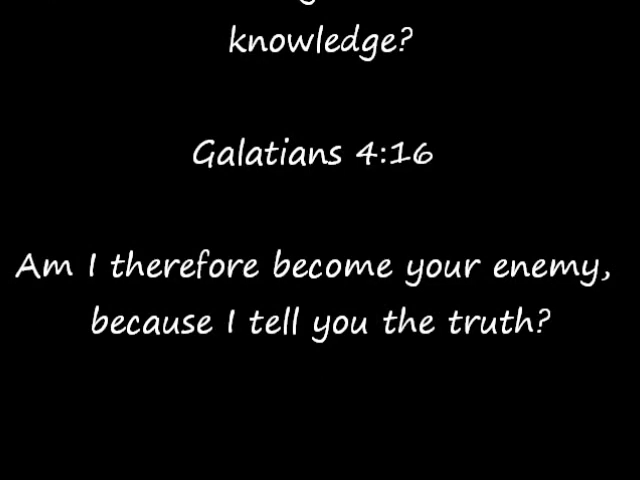 knowledge?
Galatians 4:16
Am I therefore become your enemy,
because I tell you the truth?